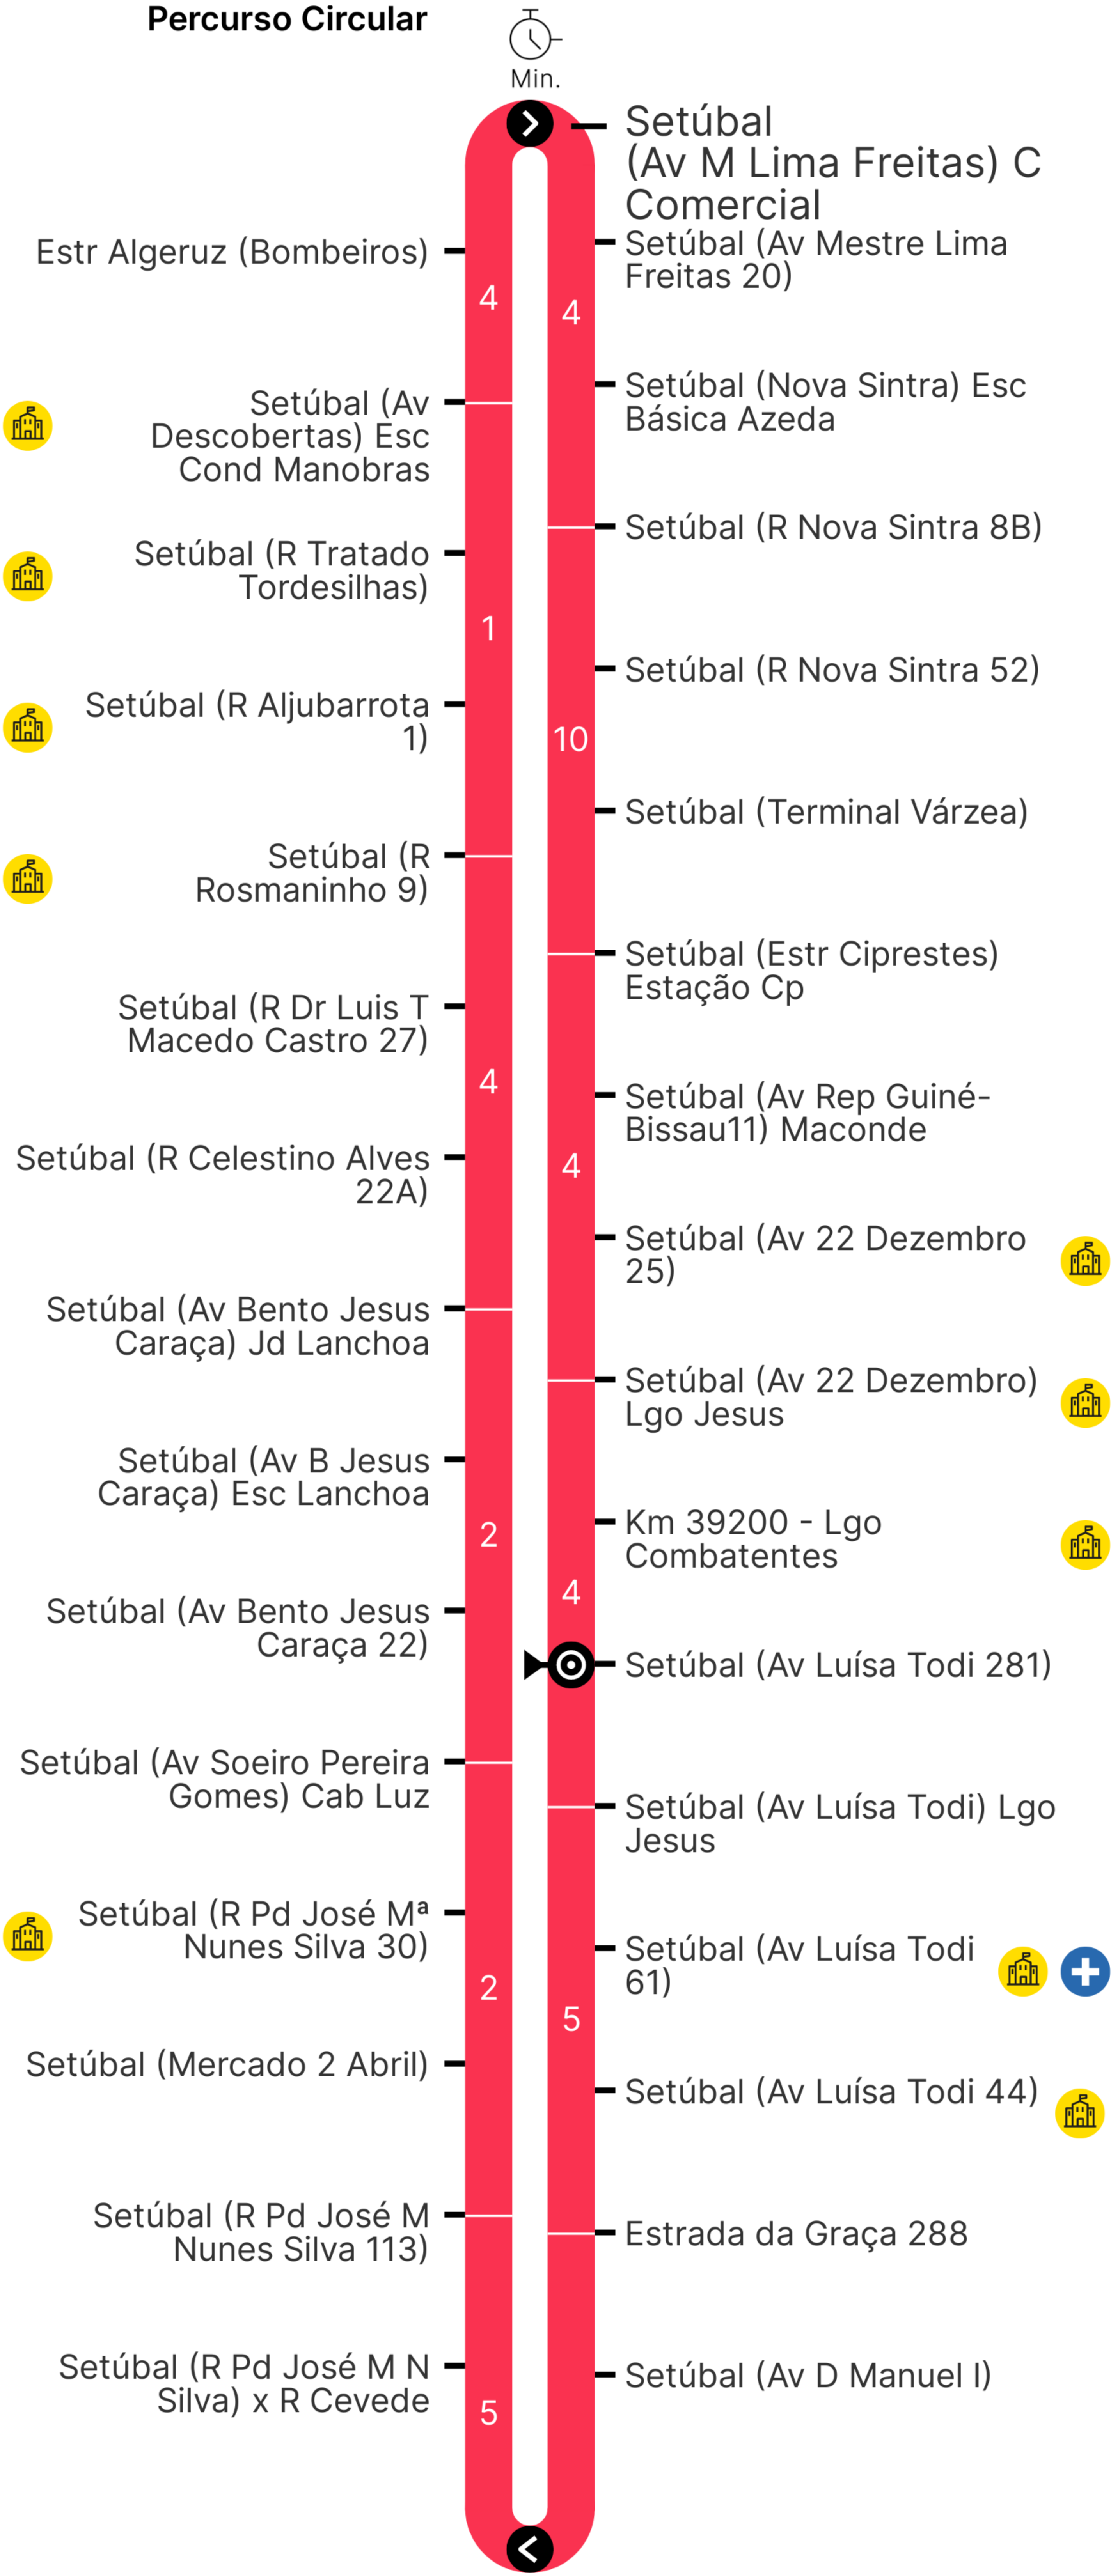 Percurso Circular
Min.
Setúbal
(Av M Lima Freitas) C
Comercial
Setúbal (Av Mestre Lima
Freitas 20)
4
Setúbal (Nova Sintra) Esc
Básica Azeda
Setúbal (R Nova Sintra 8B)
Setúbal (R Nova Sintra 52)
10
Setúbal (Terminal Várzea)
Setúbal (Estr Ciprestes)
Estação Cp
Setúbal (Av Rep Guiné-
Bissau11) Maconde
4
Setúbal (Av 22 Dezembro
25)
Setúbal (Av 22 Dezembro)
Lgo Jesus
Km 39200 - Lgo
Combatentes
4
Setúbal (Av Luísa Todi 281)
Setúbal (Av Luísa Todi) Lgo
Jesus
Setúbal (Av Luísa Todi
61)
5
Setúbal (Av Luísa Todi 44)
Estrada da Graça 288
Setúbal (Av D Manuel I)
Estr Algeruz (Bombeiros)
4
Setúbal (Av
Descobertas) Esc
Cond Manobras
Setúbal (R Tratado
Tordesilhas)
1
Setúbal (R Aljubarrota
1)
Setúbal (R
Rosmaninho 9)
Setúbal (R Dr Luis T
Macedo Castro 27)
4
Setúbal (R Celestino Alves
22A)
Setúbal (Av Bento Jesus
Caraça) Jd Lanchoa
Setúbal (Av B Jesus
Caraça) Esc Lanchoa
2
Setúbal (Av Bento Jesus
Caraça 22)
Setúbal (Av Soeiro Pereira
Gomes) Cab Luz
Setúbal (R Pd José Mª
Nunes Silva 30)
2
Setúbal (Mercado 2 Abril)
Setúbal (R Pd José M
Nunes Silva 113)
Setúbal (R Pd José M N
Silva) x R Cevede
5